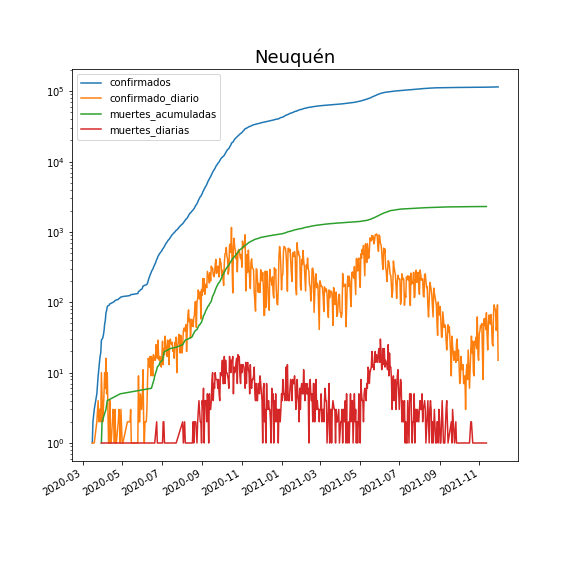 Neuquén
confirmados
confirmado_diario
muertes_acumuladas
muertes_diarias
10⁵
10⁴
10³
10²
10¹
10⁰
2020-03 2020-05 2020-07 2020-09 2020-11 2021-01 2021-03 2021-05 2021-07 2021-09 2021-11